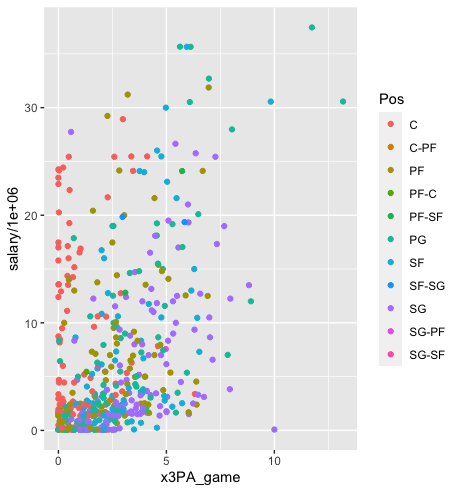 salary/1e+06
30
20
10
0
0
5
10
x3PA_game
Pos
C
C-PF
PF
PF-C
PF-SF
PG
SF
SF-SG
SG
SG-PF
SG-SF